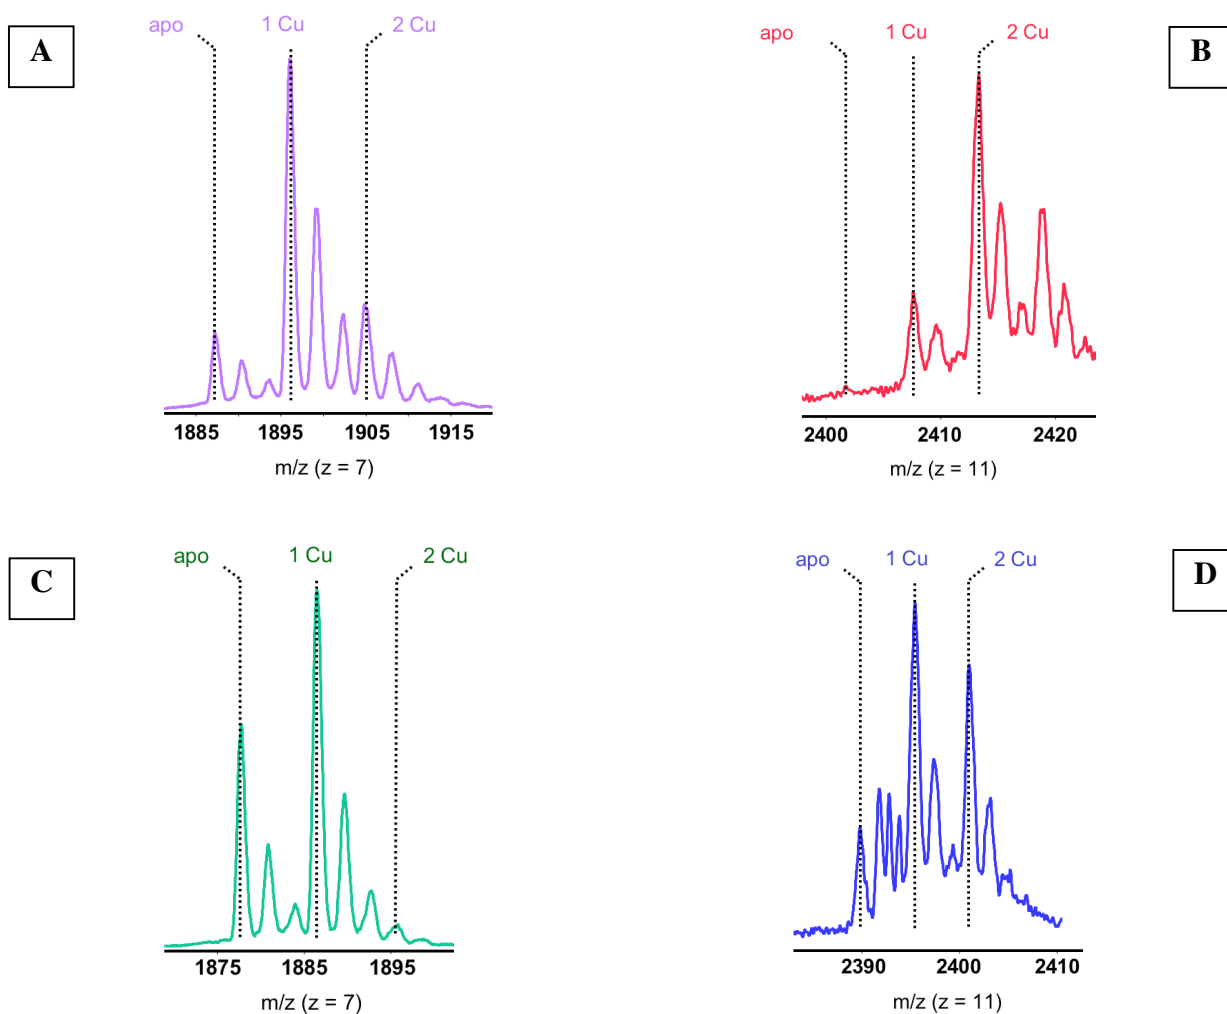 A
apo 1 Cu 2 Cu
1885 1895 1905 1915
m/z (z = 7)
B
apo 1 Cu 2 Cu
2400 2410 2420
m/z (z = 11)
C
apo 1 Cu 2 Cu
1875 1885 1895
m/z (z = 7)
D
apo 1 Cu 2 Cu
2390 2400 2410
m/z (z = 11)